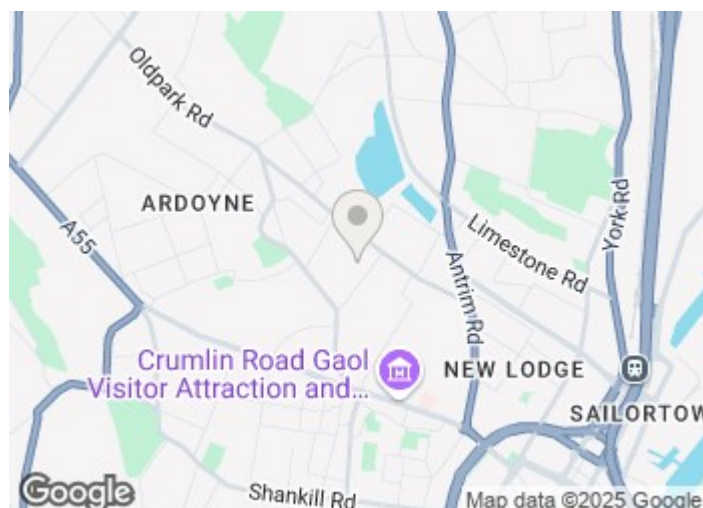 Oldpark Rd
ARDOYNE
A55
Limestone Rd
York Rd
Antrim Rd
Crumlin Road Gaol
Visitor Attraction and...
NEW LODGE
SAILORTOW
Shankill Rd
Google
Map data ©2025 Google